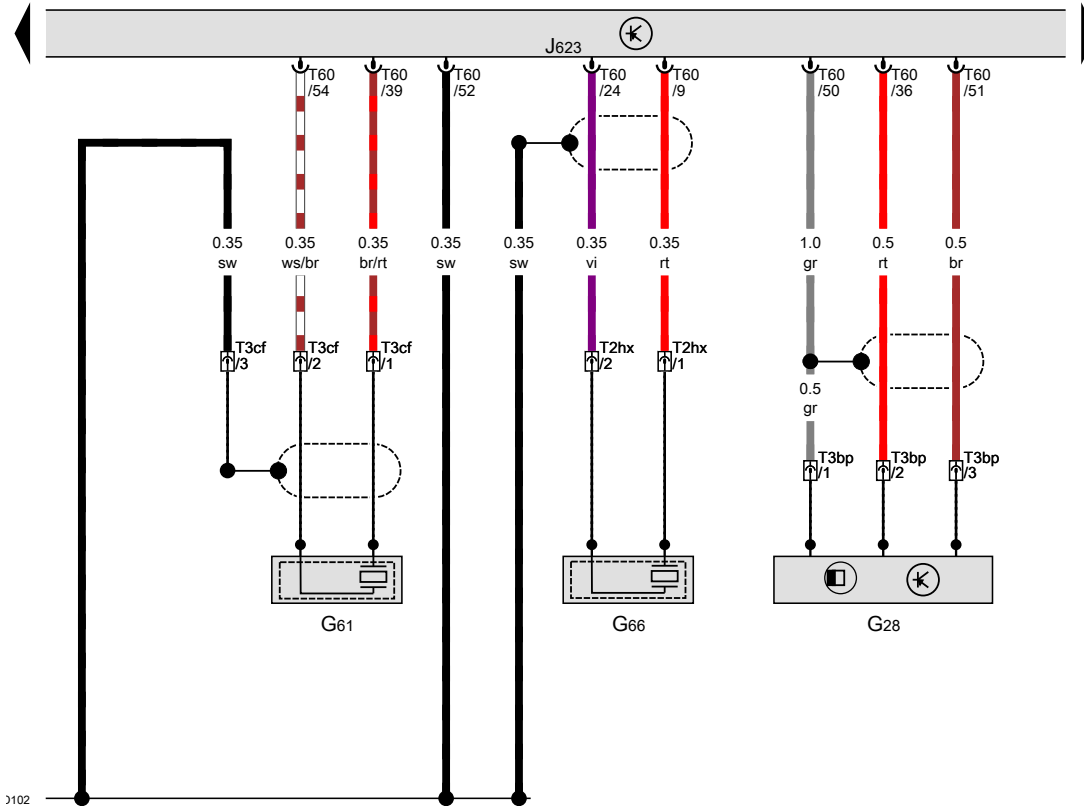 J623
T60 T60 T60 T60 T60 T60 T60 T60
/54 /39 /52 /24 /9 /50 /36 /51
0.35 0.35 0.35 0.35 0.35 0.35 0.35 1.0 0.5 0.5
sw ws/br br/rt sw sw vi rt gr rt br
T3cf T3cf T3cf T2hx T2hx
/3 /2 /1 /2 /1
0.5
gr
T3bp T3bp T3bp
/1 /2 /3
G61 G66 G28